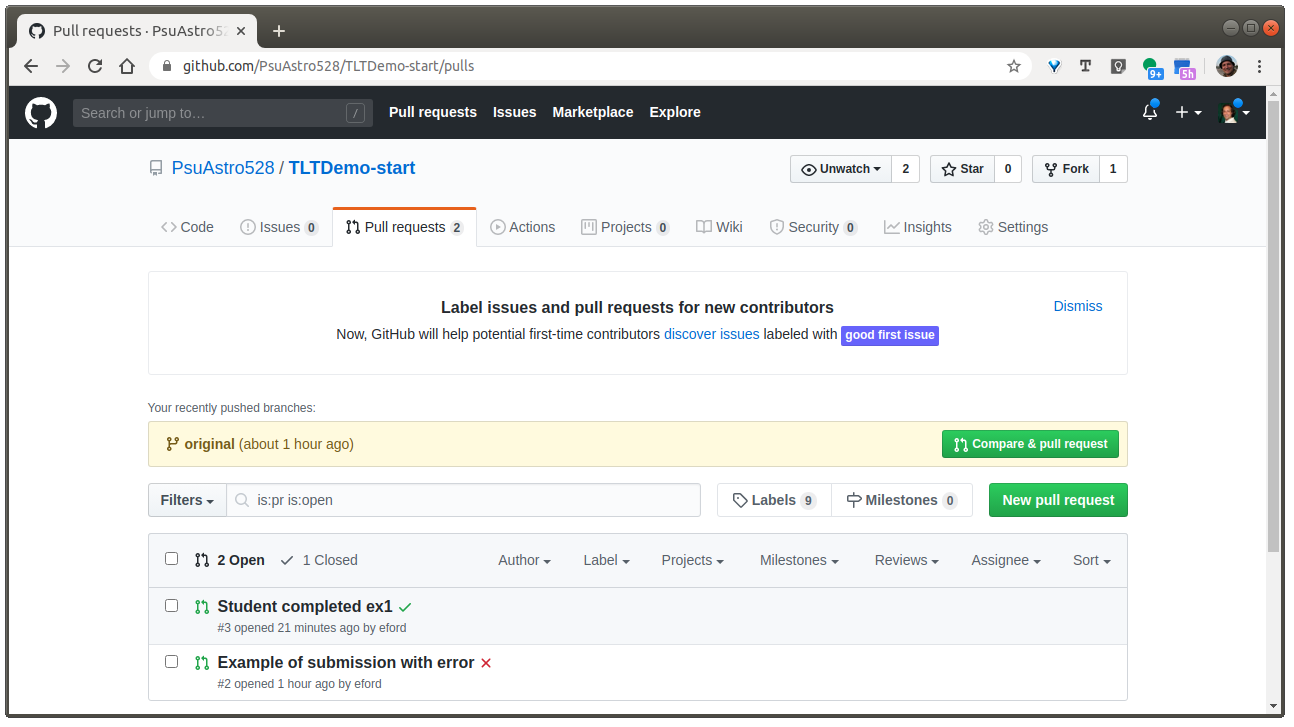 Pull requests · PsuAstro52
github.com/PsuAstro528/TLTDemo-start/pulls
9+
5h
Search or jump to…
/
Pull requests Issues Marketplace Explore
PsuAstro528 / TLTDemo-start
Unwatch 2
Star 0
Fork 1
Code
Issues 0
Pull requests 2
Actions
Projects 0
Wiki
Security 0
Insights
Settings
Label issues and pull requests for new contributors
Dismiss
Now, GitHub will help potential first-time contributors discover issues labeled with good first issue
Your recently pushed branches:
original (about 1 hour ago)
Compare & pull request
Filters
is:pr is:open
Labels 9
Milestones 0
New pull request
2 Open
1 Closed
Author
Label
Projects
Milestones
Reviews
Assignee
Sort
Student completed ex1
#3 opened 21 minutes ago by eford
Example of submission with error
#2 opened 1 hour ago by eford